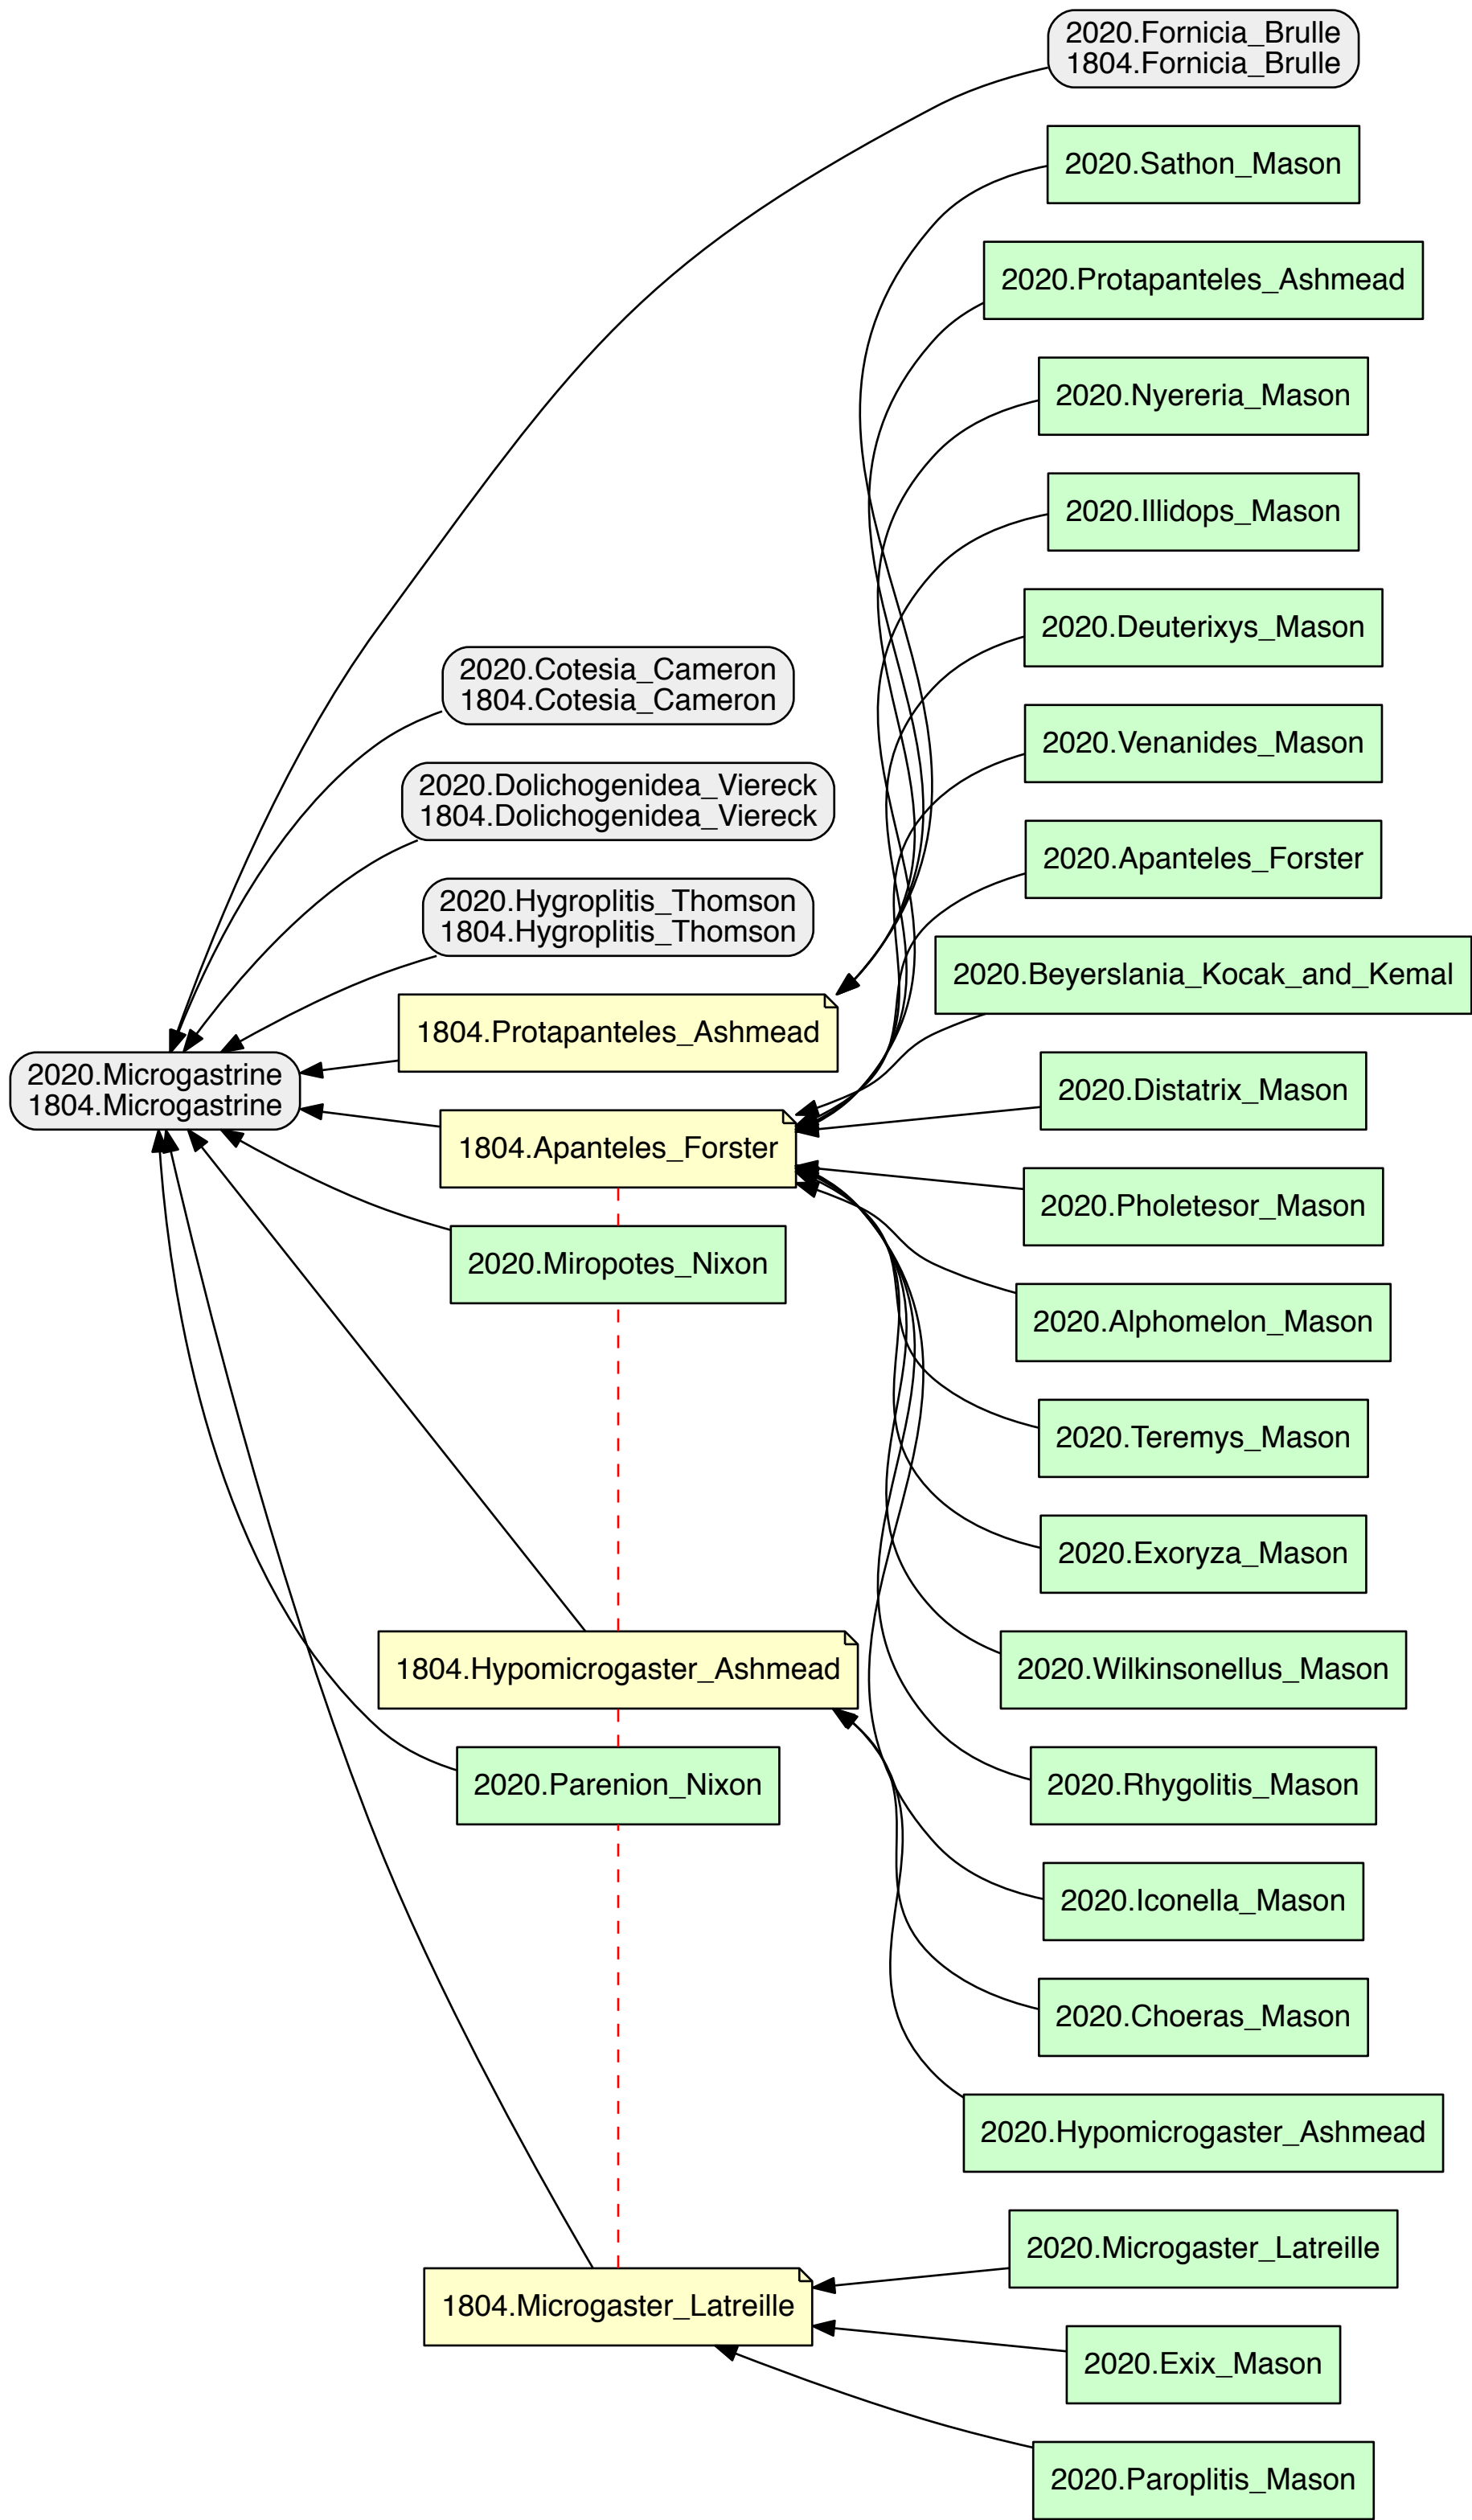 2020.Fornicia_Brulle
1804.Fornicia_Brulle
2020.Sathon_Mason
2020.Protapanteles_Ashmead
2020.Nyereria_Mason
2020.Illidops_Mason
2020.Deuterixys_Mason
2020.Cotesia_Cameron
1804.Cotesia_Cameron
2020.Venanides_Mason
2020.Dolichogenidea_Viereck
1804.Dolichogenidea_Viereck
2020.Apanteles_Forster
2020.Hygroplitis_Thomson
1804.Hygroplitis_Thomson
2020.Beyerslania_Kocak_and_Kemal
1804.Protapanteles_Ashmead
2020.Microgastrine
1804.Microgastrine
2020.Distatrix_Mason
1804.Apanteles_Forster
2020.Pholetesor_Mason
2020.Miropotes_Nixon
2020.Alphomelon_Mason
2020.Teremys_Mason
2020.Exoryza_Mason
1804.Hypomicrogaster_Ashmead
2020.Wilkinsonellus_Mason
2020.Parenion_Nixon
2020.Rhygolitis_Mason
2020.Iconella_Mason
2020.Choeras_Mason
2020.Hypomicrogaster_Ashmead
2020.Microgaster_Latreille
1804.Microgaster_Latreille
2020.Exix_Mason
2020.Paroplitis_Mason